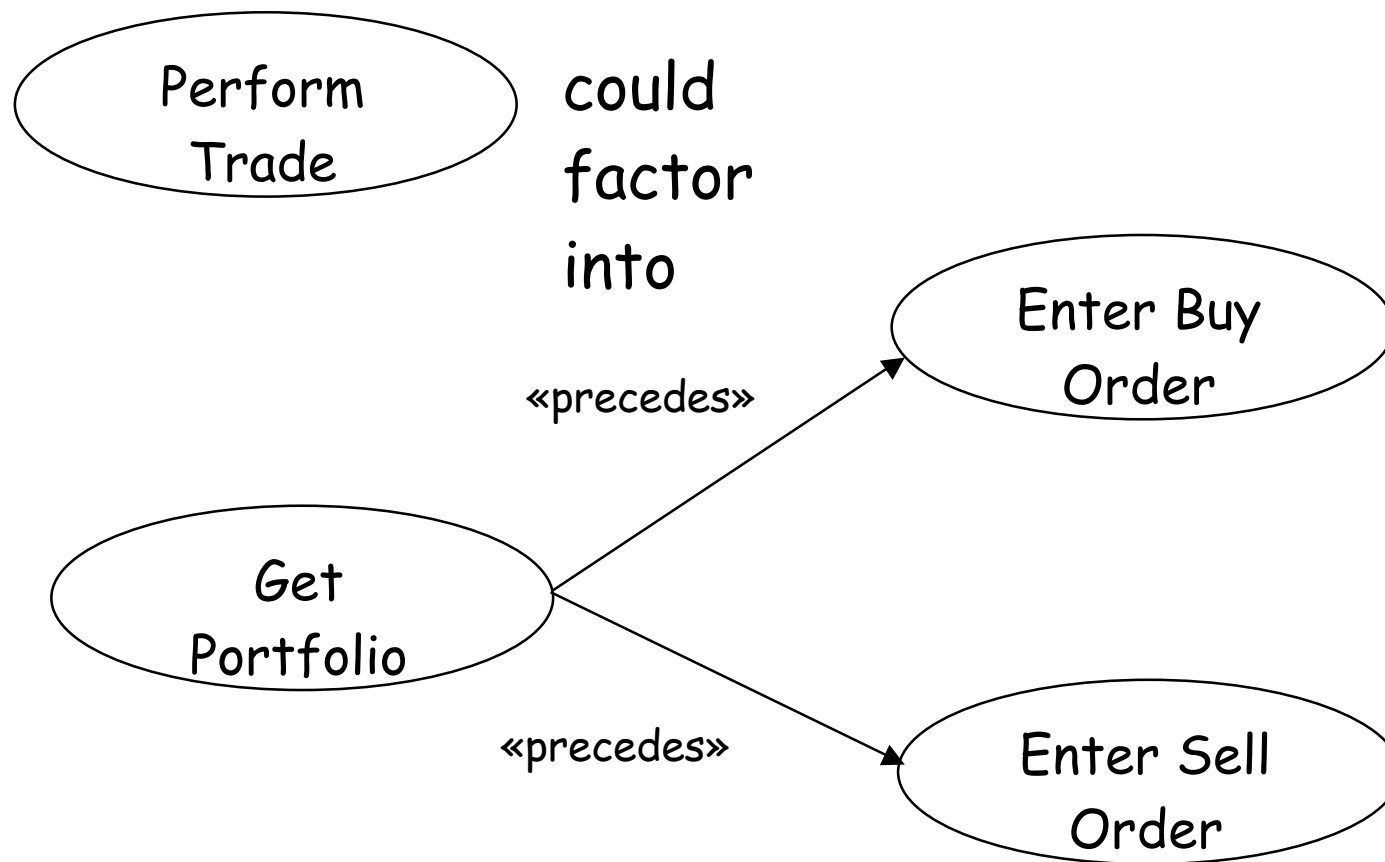 Perform
Trade
could
factor
into
Enter Buy
Order
«precedes»
Get
Portfolio
«precedes»
Enter Sell
Order